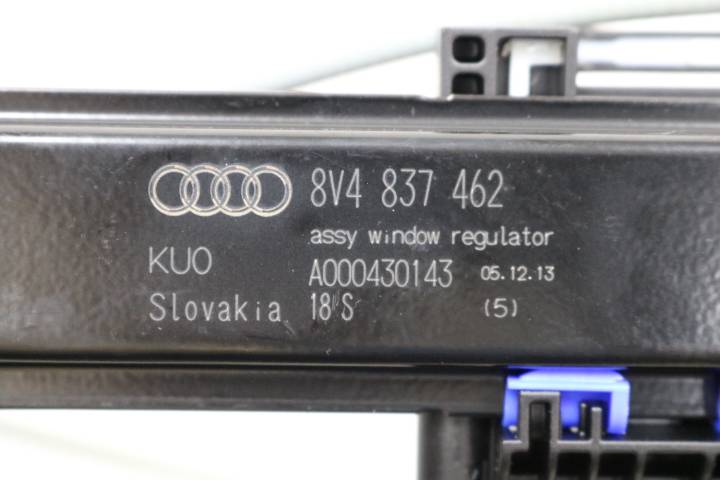 8V4 837 462
assy window regulator
KUO A000430143 05.12.13
Slovakia 18"S (5)